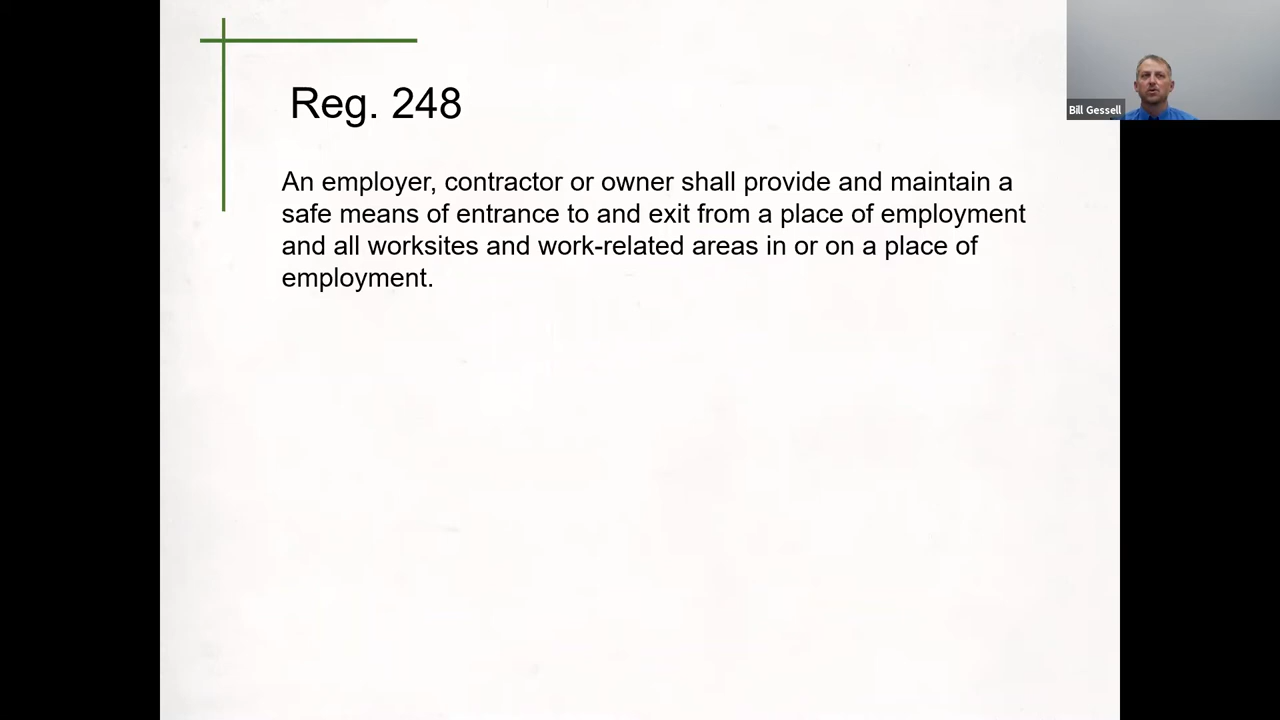 Reg. 248
Bill Gessell
An employer, contractor or owner shall provide and maintain a
safe means of entrance to and exit from a place of employment
and all worksites and work-related areas in or on a place of
employment.